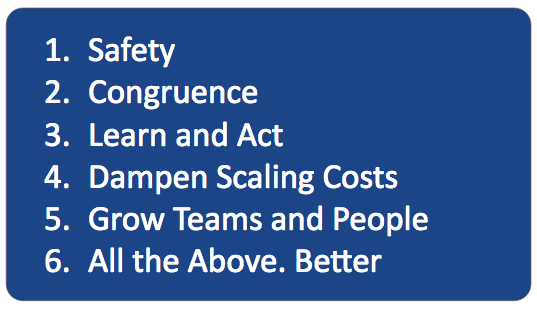 1. Safety
2. Congruence
3. Learn and Act
4. Dampen Scaling Costs
5. Grow Teams and People
6. All the Above. Better